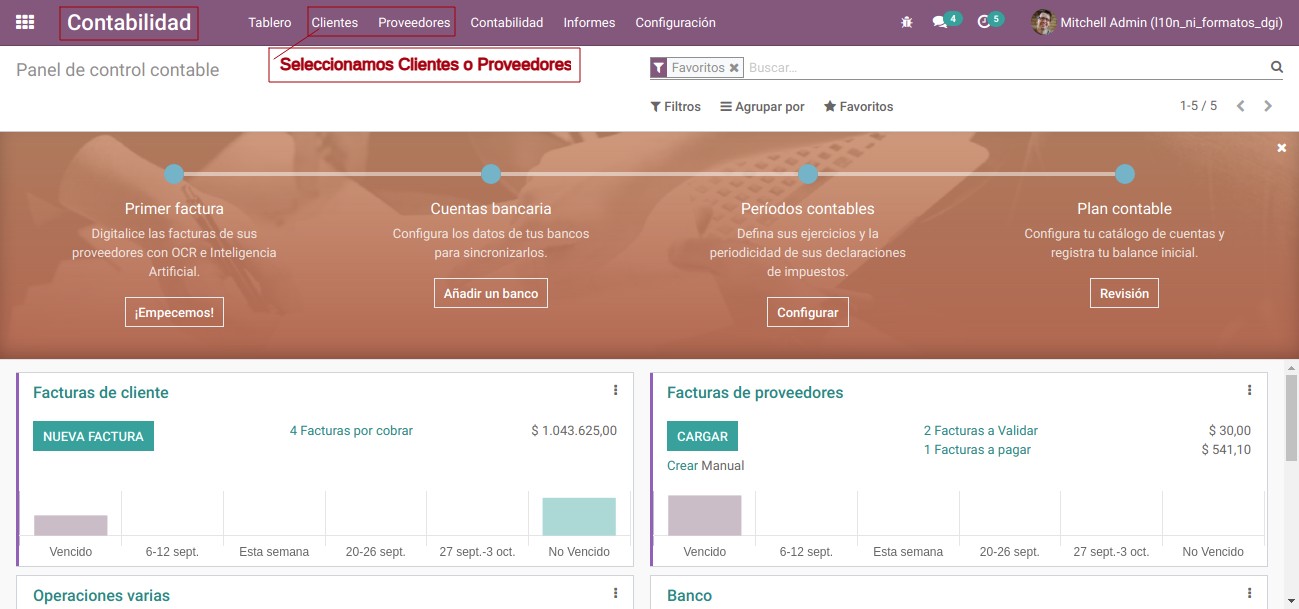 Contabilidad
Tablero Clientes Proveedores Contabilidad Informes Configuración
4 5 Mitchell Admin (l10n_ni_formatos_dgi)
Seleccionamos Clientes o Proveedores
Panel de control contable
Favoritos Buscar...
Filtros Agrupar por Favoritos
1-5 / 5
Primer factura
Digitalice las facturas de sus
proveedores con OCR e Inteligencia
Artificial.
¡Empecemos!
Cuentas bancaria
Configura los datos de tus bancos
para sincronizarlos.
Añadir un banco
Períodos contables
Defina sus ejercicios y la
periodicidad de sus declaraciones
de impuestos.
Configurar
Plan contable
Configura tu catálogo de cuentas y
registra tu balance inicial.
Revisión
Facturas de cliente
NUEVA FACTURA
4 Facturas por cobrar $ 1.043.625,00
Vencido 6-12 sept. Esta semana 20-26 sept. 27 sept.-3 oct. No Vencido
Facturas de proveedores
CARGAR
Crear Manual
2 Facturas a Validar $ 30,00
1 Facturas a pagar $ 541,10
Vencido 6-12 sept. Esta semana 20-26 sept. 27 sept.-3 oct. No Vencido
Operaciones varias
Banco